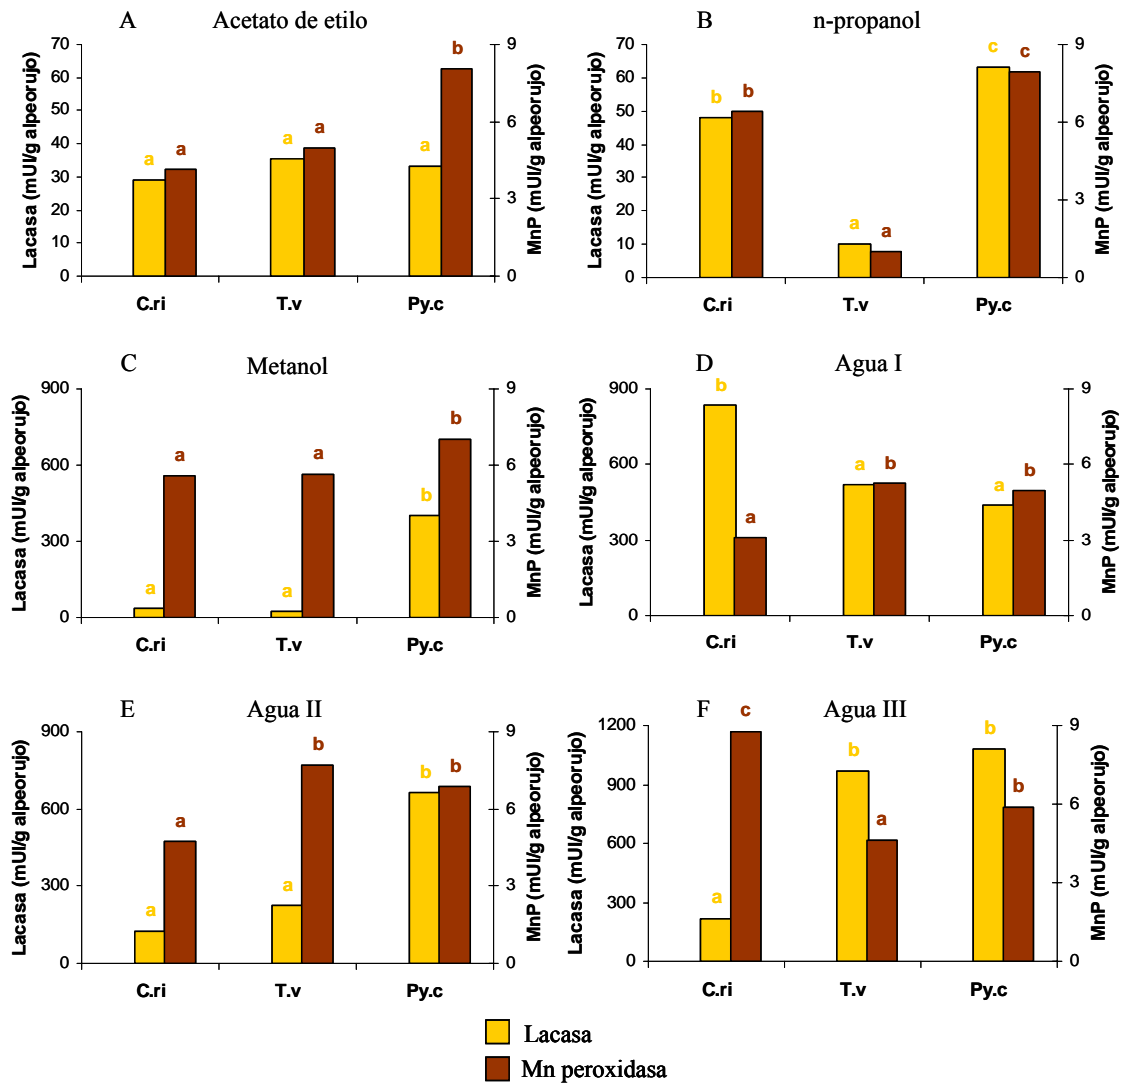 A Acetato de etilo
Lacasa (mUI/g alpeorujo)
70
60
50
40
30
20
10
0
9
6
3
0
MnP (mUI/g alpeorujo)
a a a a a b
C.ri T.v Py.c
B n-propanol
Lacasa (mUI/g alpeorujo)
70
60
50
40
30
20
10
0
9
6
3
0
MnP (mUI/g alpeorujo)
b b a a c c
C.ri T.v Py.c
C Metanol
Lacasa (mUI/g alpeorujo)
900
600
300
0
9
6
3
0
MnP (mUI/g alpeorujo)
a a a a b b
C.ri T.v Py.c
D Agua I
Lacasa (mUI/g alpeorujo)
900
600
300
0
9
6
3
0
MnP (mUI/g alpeorujo)
b a a b a b
C.ri T.v Py.c
E Agua II
Lacasa (mUI/g alpeorujo)
900
600
300
0
9
6
3
0
MnP (mUI/g alpeorujo)
a a a b b b
C.ri T.v Py.c
F Agua III
Lacasa (mUI/g alpeorujo)
1200
900
600
300
0
9
6
3
0
MnP (mUI/g alpeorujo)
a c b a b b
C.ri T.v Py.c
Lacasa
Mn peroxidasa